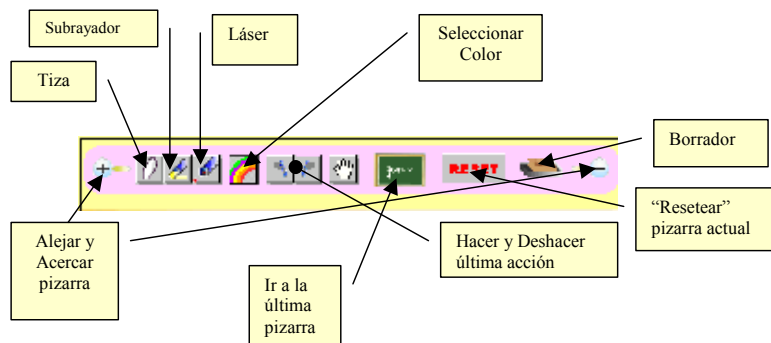 Subrayador
Láser
Seleccionar
Color
Tiza
Borrador
RESET
Alejar y
Acercar
pizarra
Hacer y Deshacer
última acción
“Resetear”
pizarra actual
Ir a la
última
pizarra